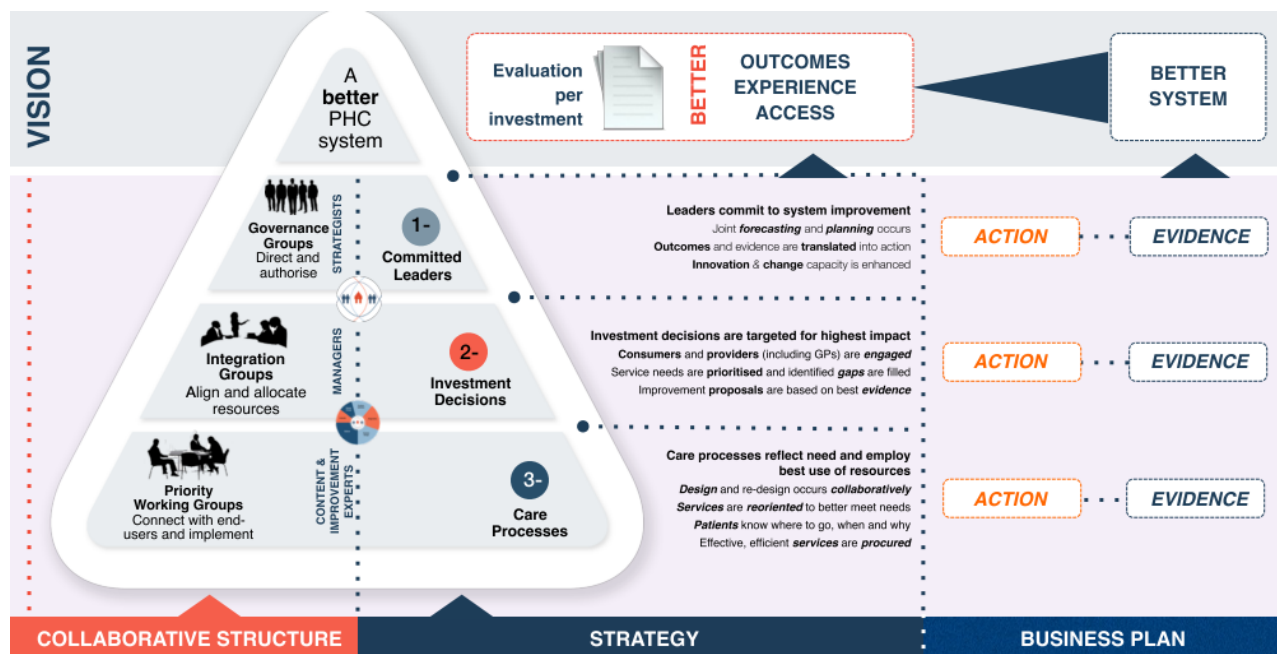 VISION
A
better
PHC
system
Evaluation
per
investment
BETTER
OUTCOMES
EXPERIENCE
ACCESS
BETTER
SYSTEM
Governance
Groups
Direct and
authorise
STRATEGISTS
1-
Committed
Leaders
Leaders commit to system improvement
Joint forecasting and planning occurs
Outcomes and evidence are translated into action
Innovation & change capacity is enhanced
ACTION
EVIDENCE
Integration
Groups
Align and allocate
resources
MANAGERS
2-
Investment
Decisions
Investment decisions are targeted for highest impact
Consumers and providers (including GPs) are engaged
Service needs are prioritised and identified gaps are filled
Improvement proposals are based on best evidence
ACTION
EVIDENCE
Priority
Working Groups
Connect with end-
users and implement
CONTENT &
IMPROVEMENT
EXPERTS
3-
Care
Processes
Care processes reflect need and employ
best use of resources
Design and re-design occurs collaboratively
Services are reoriented to better meet needs
Patients know where to go, when and why
Effective, efficient services are procured
ACTION
EVIDENCE
COLLABORATIVE STRUCTURE
STRATEGY
BUSINESS PLAN